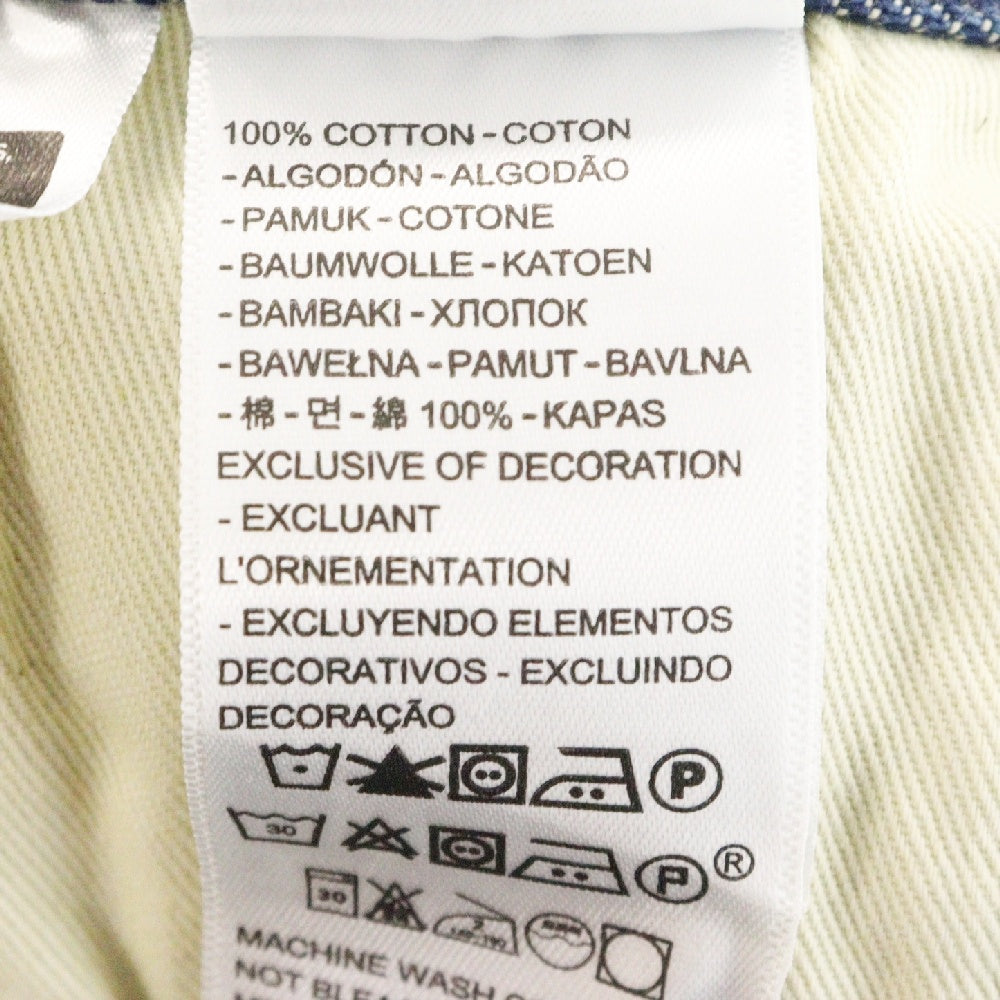 100% COTTON - COTON
- ALGODÓN - ALGODÃO
- PAMUK - COTONE
- BAUMWOLLE - KATOEN
- BAMBAKI - ХЛОПОК
- BAWEŁNA - PAMUT - BAVLNA
- 棉 - 면 - 綿 100% - KAPAS
EXCLUSIVE OF DECORATION
- EXCLUANT
L'ORNEMENTATION
- EXCLUYENDO ELEMENTOS
DECORATIVOS - EXCLUINDO
DECORAÇÃO
P
30 P ®
30 2
MACHINE WASH
NOT